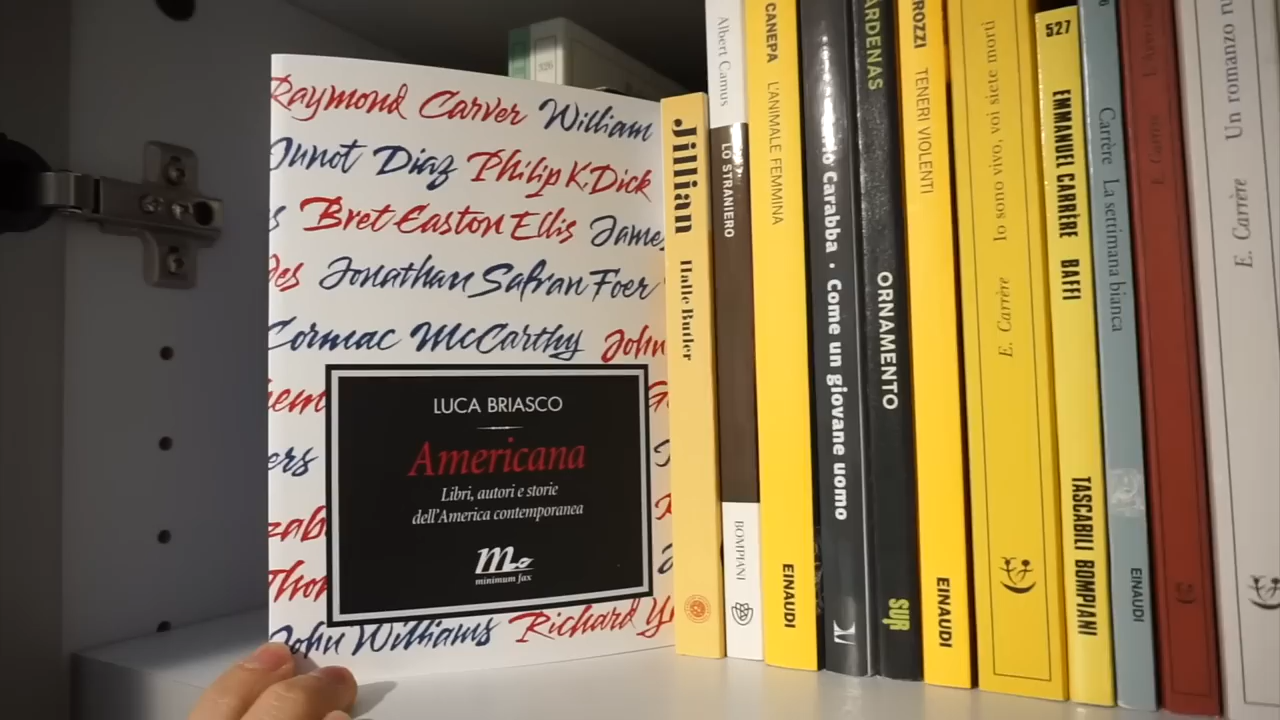 Raymond Carver William
Junot Diaz Philip K. Dick
Bret Easton Ellis James
Jonathan Safran Foer
Cormac McCarthy John
LUCA BRIASCO
Americana
Libri, autori e storie
dell'America contemporanea
minimum fax
John Williams Richard
Jillian Halle Butler
Albert Camus LO STRANIERO BOMPIANI
CANEPA L'ANIMALE FEMMINA EINAUDI
Carabba · Come un giovane uomo
ORNAMENTO SUR
TENERI VIOLENTI EINAUDI
E. Carrère Io sono vivo, voi siete morti
527 EMMANUEL CARRÈRE BAFFI TASCABILI BOMPIANI
Carrère La settimana bianca EINAUDI
E. Carrère Un romanzo